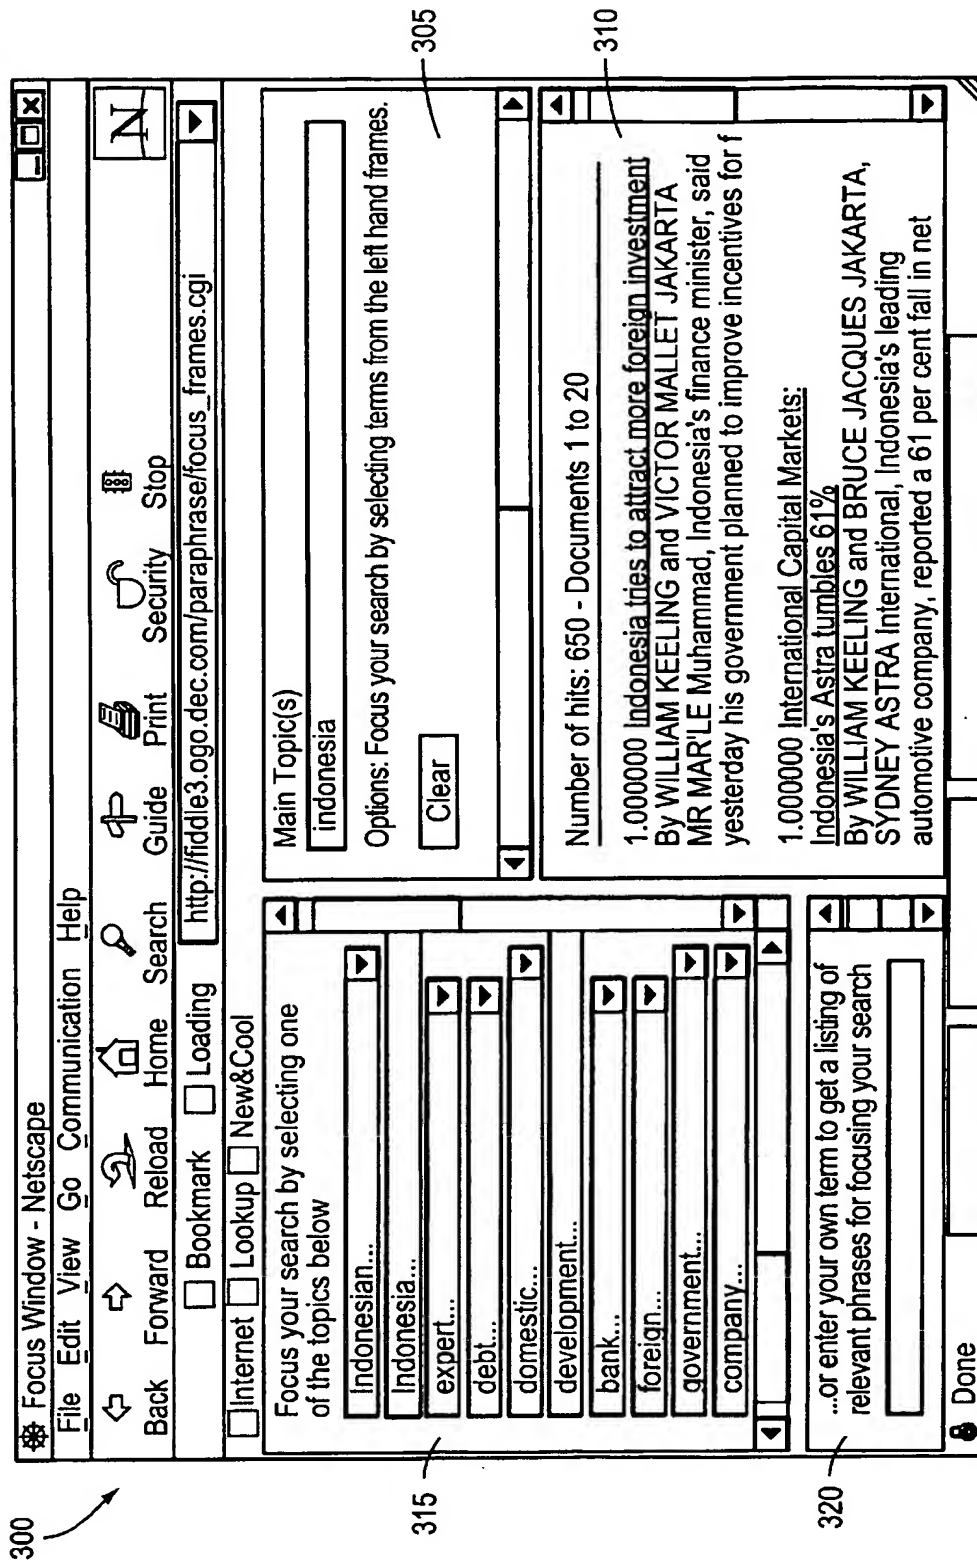 300
Focus Window - Netscape
File Edit View Go Communication Help
Back Forward Reload Home Search Guide Print Security Stop
N
Bookmark Loading http://fiddle3.ogo.dec.com/paraphrase/focus_frames.cgi
Internet Lookup New&Cool
Focus your search by selecting one
of the topics below
Indonesian...
Indonesia...
expert...
debt...
domestic...
development...
bank...
foreign...
government...
company...
315
...or enter your own term to get a listing of
relevant phrases for focusing your search
320
Main Topic(s)
indonesia
Options: Focus your search by selecting terms from the left hand frames.
Clear
305
Number of hits: 650 - Documents 1 to 20
1.000000 Indonesia tries to attract more foreign investment
By WILLIAM KEELING and VICTOR MALLET JAKARTA
MR MAR'LE Muhammad, Indonesia's finance minister, said
yesterday his government planned to improve incentives for f
1.000000 International Capital Markets:
Indonesia's Astra tumbles 61%
By WILLIAM KEELING and BRUCE JACQUES JAKARTA,
SYDNEY ASTRA International, Indonesia's leading
automotive company, reported a 61 per cent fall in net
310
Done